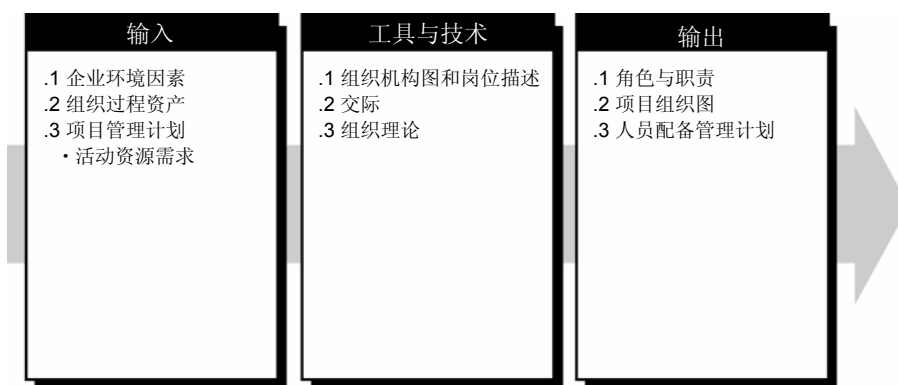 输入
.1 企业环境因素
.2 组织过程资产
.3 项目管理计划
・活动资源需求
工具与技术
.1 组织机构图和岗位描述
.2 交际
.3 组织理论
输出
.1 角色与职责
.2 项目组织图
.3 人员配备管理计划